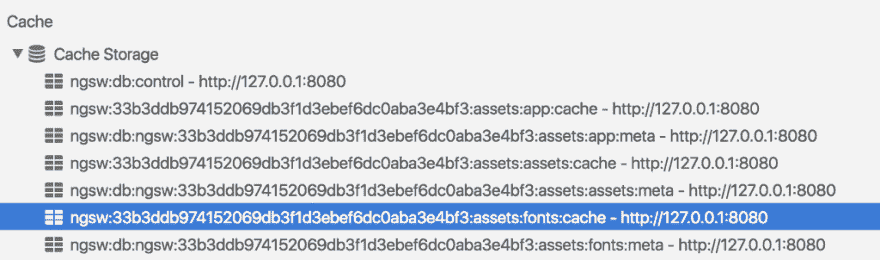 Cache
Cache Storage
ngsw:db:control - http://127.0.0.1:8080
ngsw:33b3ddb974152069db3f1d3ebef6dc0aba3e4bf3:assets:app:cache - http://127.0.0.1:8080
ngsw:db:ngsw:33b3ddb974152069db3f1d3ebef6dc0aba3e4bf3:assets:app:meta - http://127.0.0.1:8080
ngsw:33b3ddb974152069db3f1d3ebef6dc0aba3e4bf3:assets:assets:cache - http://127.0.0.1:8080
ngsw:db:ngsw:33b3ddb974152069db3f1d3ebef6dc0aba3e4bf3:assets:assets:meta - http://127.0.0.1:8080
ngsw:33b3ddb974152069db3f1d3ebef6dc0aba3e4bf3:assets:fonts:cache - http://127.0.0.1:8080
ngsw:db:ngsw:33b3ddb974152069db3f1d3ebef6dc0aba3e4bf3:assets:fonts:meta - http://127.0.0.1:8080